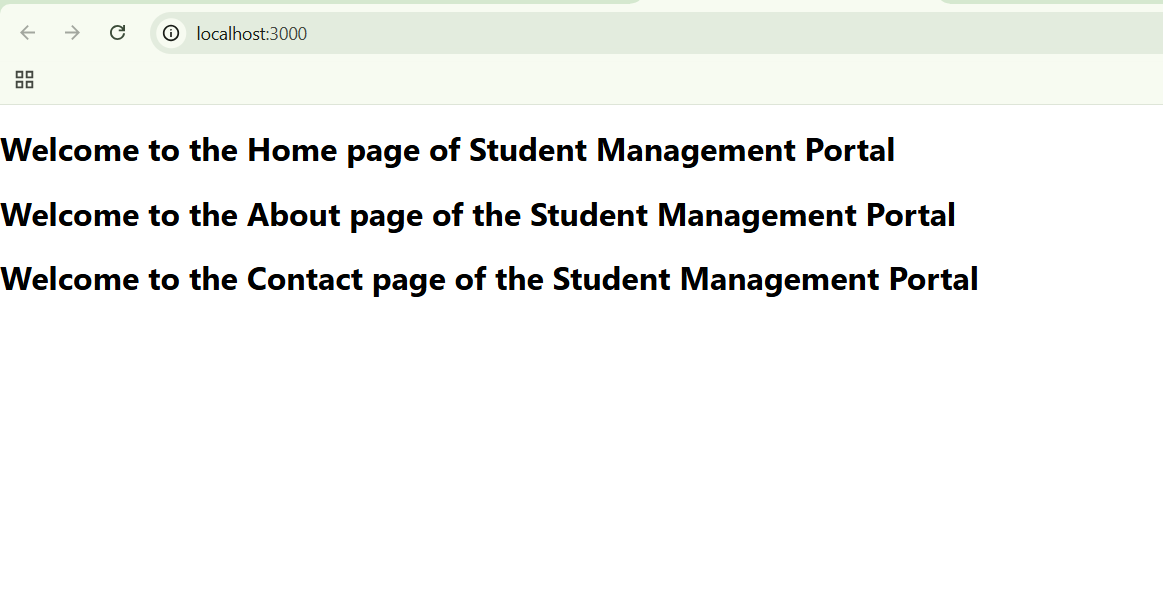 localhost:3000
Welcome to the Home page of Student Management Portal
Welcome to the About page of the Student Management Portal
Welcome to the Contact page of the Student Management Portal